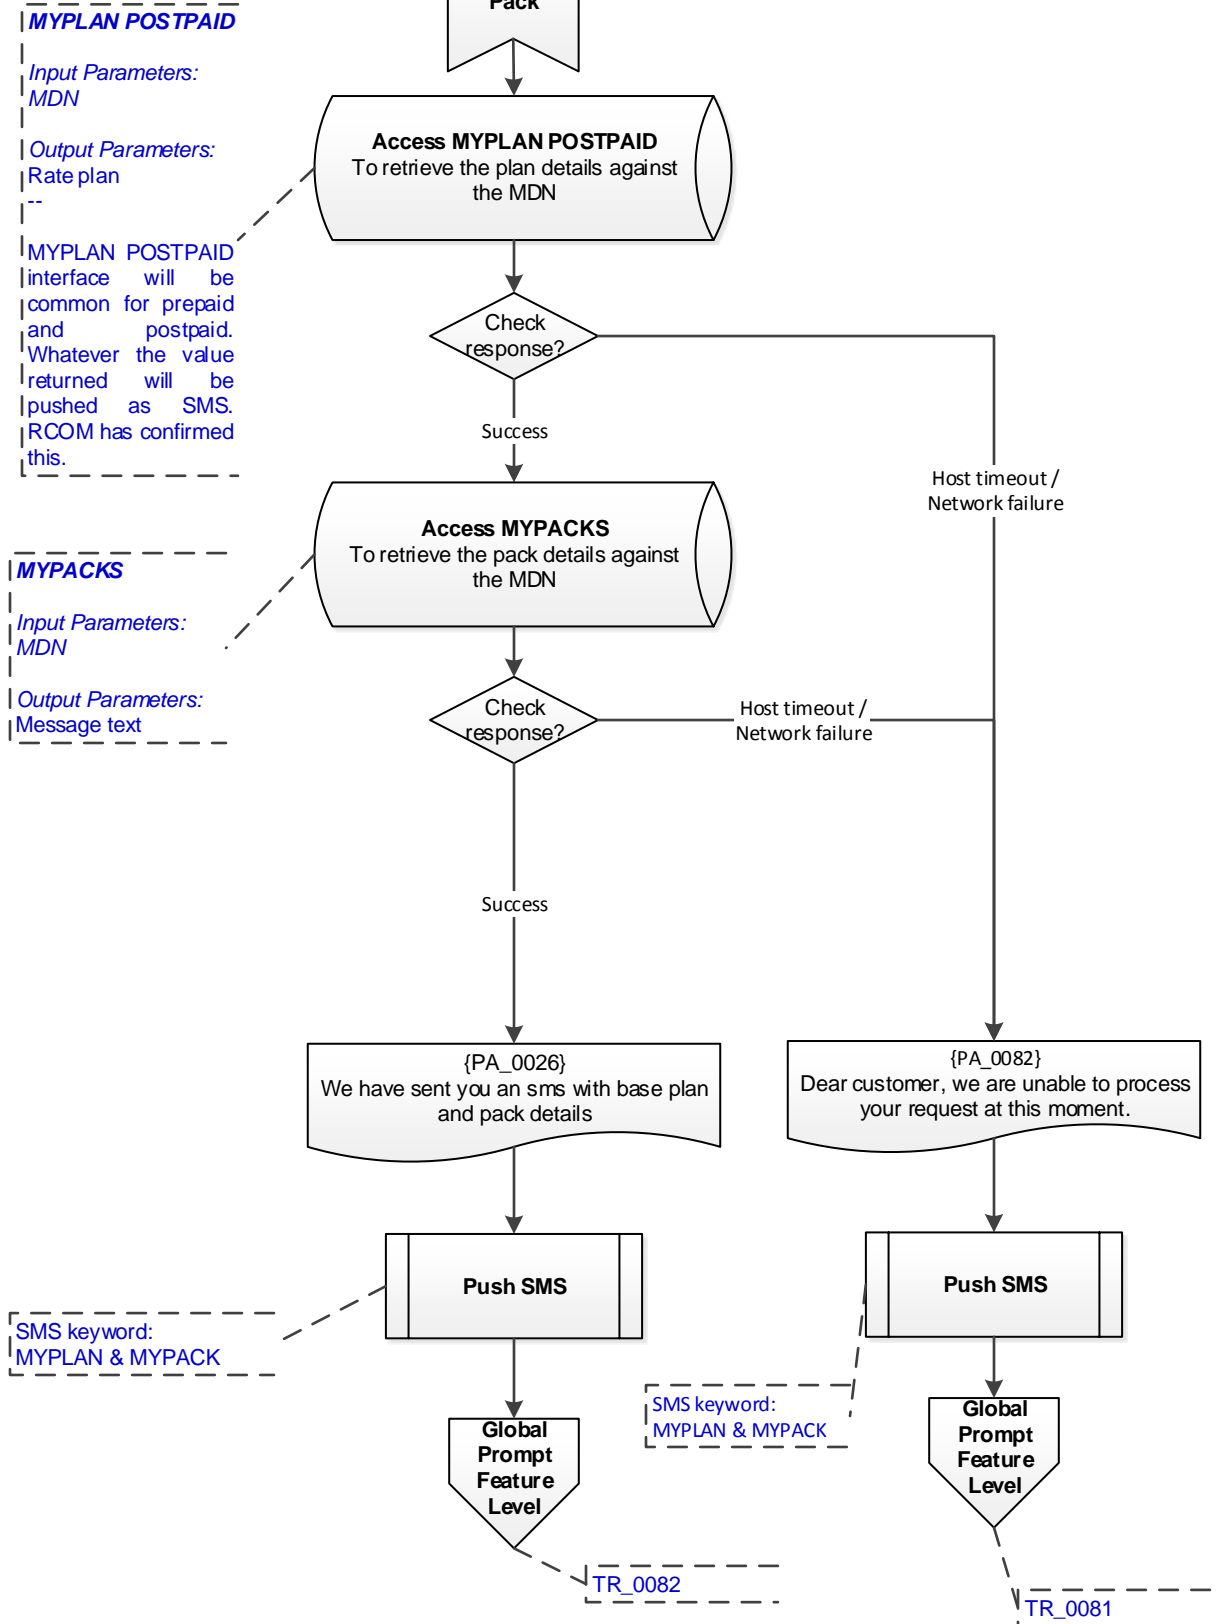 Pack
MYPLAN POSTPAID
Input Parameters:
MDN
Output Parameters:
Rate plan
--
MYPLAN POSTPAID
interface will be
common for prepaid
and postpaid.
Whatever the value
returned will be
pushed as SMS.
RCOM has confirmed
this.
Access MYPLAN POSTPAID
To retrieve the plan details against
the MDN
Check
response?
Success
Host timeout /
Network failure
Access MYPACKS
To retrieve the pack details against
the MDN
MYPACKS
Input Parameters:
MDN
Output Parameters:
Message text
Check
response?
Host timeout /
Network failure
Success
{PA_0026}
We have sent you an sms with base plan
and pack details
{PA_0082}
Dear customer, we are unable to process
your request at this moment.
Push SMS
Push SMS
SMS keyword:
MYPLAN & MYPACK
SMS keyword:
MYPLAN & MYPACK
Global
Prompt
Feature
Level
Global
Prompt
Feature
Level
TR_0082
TR_0081